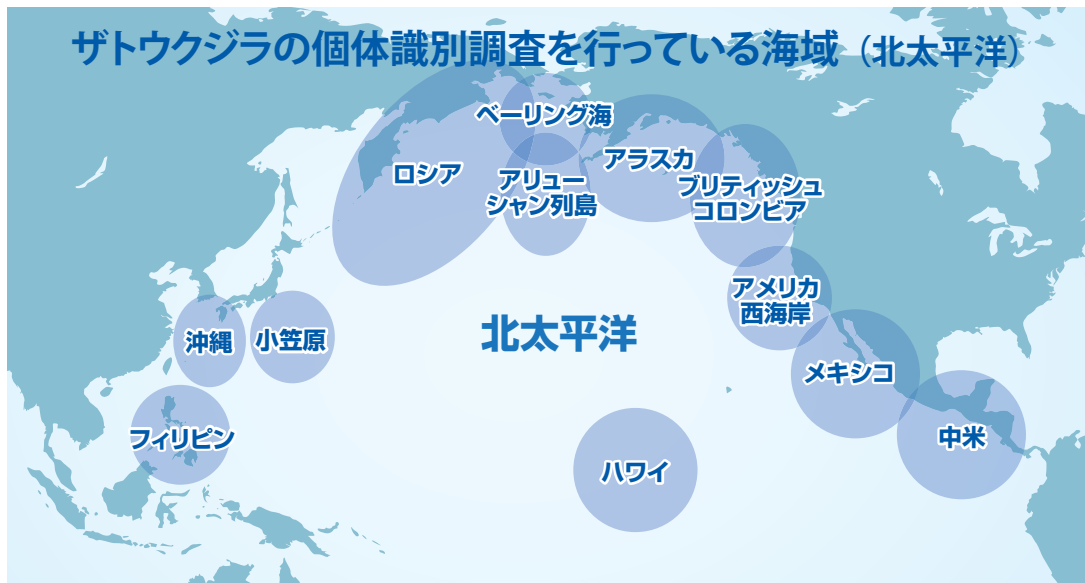 ザトウクジラの個体識別調査を行っている海域（北太平洋）
ベーリング海
ロシア
アリュー
シャン列島
アラスカ
ブリティッシュ
コロンビア
アメリカ
西海岸
北太平洋
沖縄
小笠原
メキシコ
フィリピン
中米
ハワイ